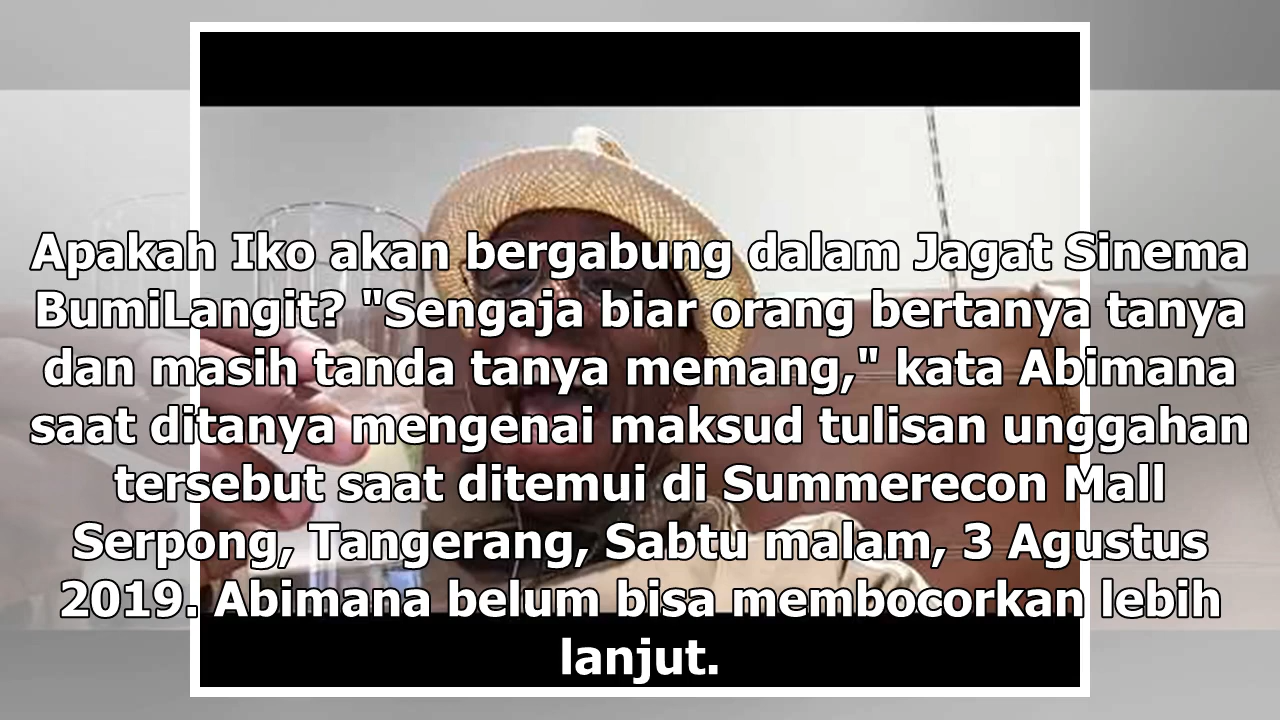 Apakah Iko akan bergabung dalam Jagat Sinema
BumiLangit? "Sengaja biar orang bertanya tanya
dan masih tanda tanya memang," kata Abimana
saat ditanya mengenai maksud tulisan unggahan
tersebut saat ditemui di Summerecon Mall
Serpong, Tangerang, Sabtu malam, 3 Agustus
2019. Abimana belum bisa membocorkan lebih
lanjut.